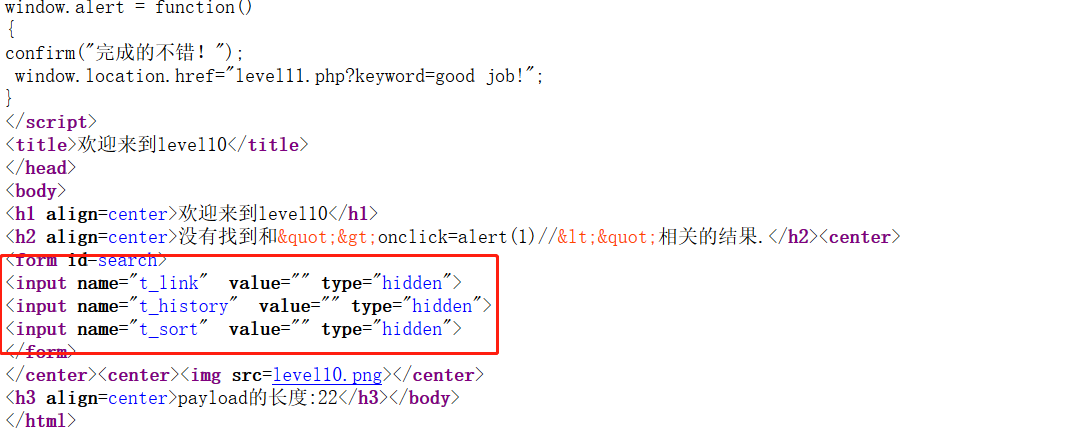 window.alert = function()
{
confirm("完成的不错！");
 window.location.href="level11.php?keyword=good job!";
}
</script>
<title>欢迎来到level10</title>
</head>
<body>
<h1 align=center>欢迎来到level10</h1>
<h2 align=center>没有找到和&quot;&gt;onclick=alert(1)//&lt;&quot;相关的结果.</h2><center>
<form id=search>
<input name="t_link"  value="" type="hidden">
<input name="t_history"  value="" type="hidden">
<input name="t_sort"  value="" type="hidden">
</form>
</center><center><img src=level10.png></center>
<h3 align=center>payload的长度:22</h3></body>
</html>